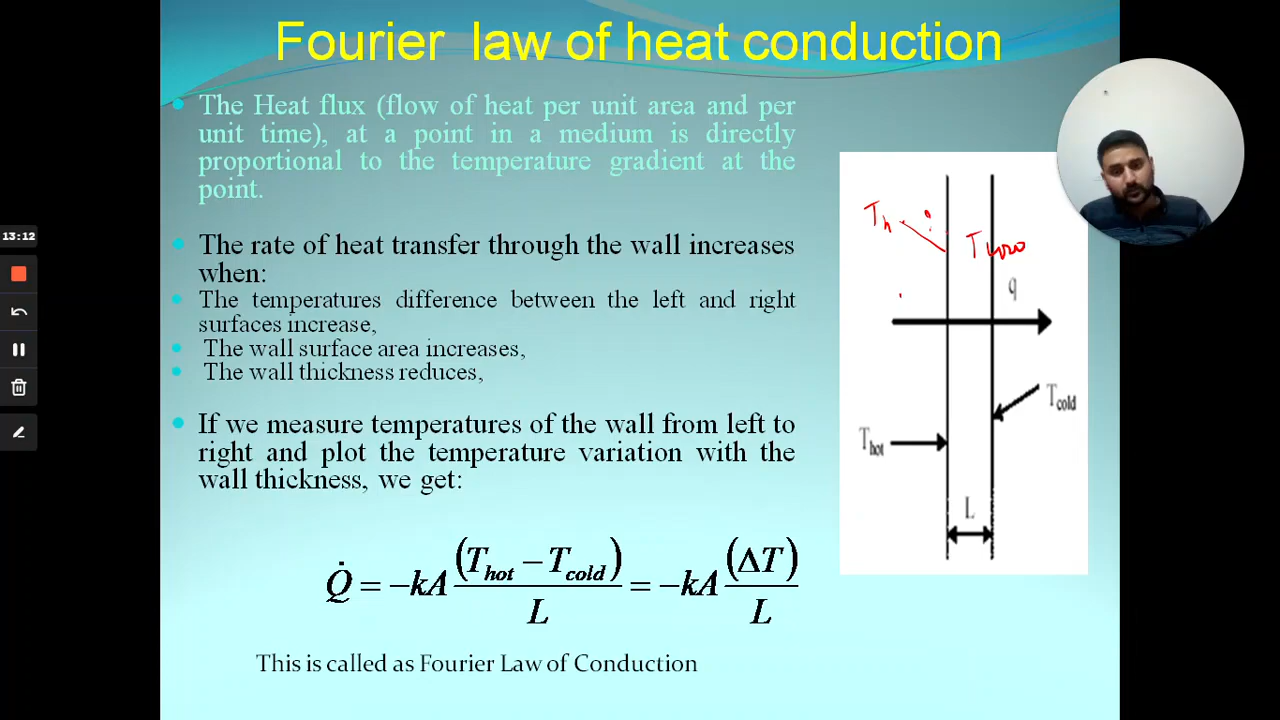 Fourier law of heat conduction
The Heat flux (flow of heat per unit area and per
unit time), at a point in a medium is directly
proportional to the temperature gradient at the
point.
The rate of heat transfer through the wall increases
when:
The temperatures difference between the left and right
surfaces increase,
The wall surface area increases,
The wall thickness reduces,
If we measure temperatures of the wall from left to
right and plot the temperature variation with the
wall thickness, we get:
Q̇ = −kA (T_hot − T_cold) / L = −kA (ΔT) / L
This is called as Fourier Law of Conduction
13:12
T_h
q
T_cold
T_hot
L